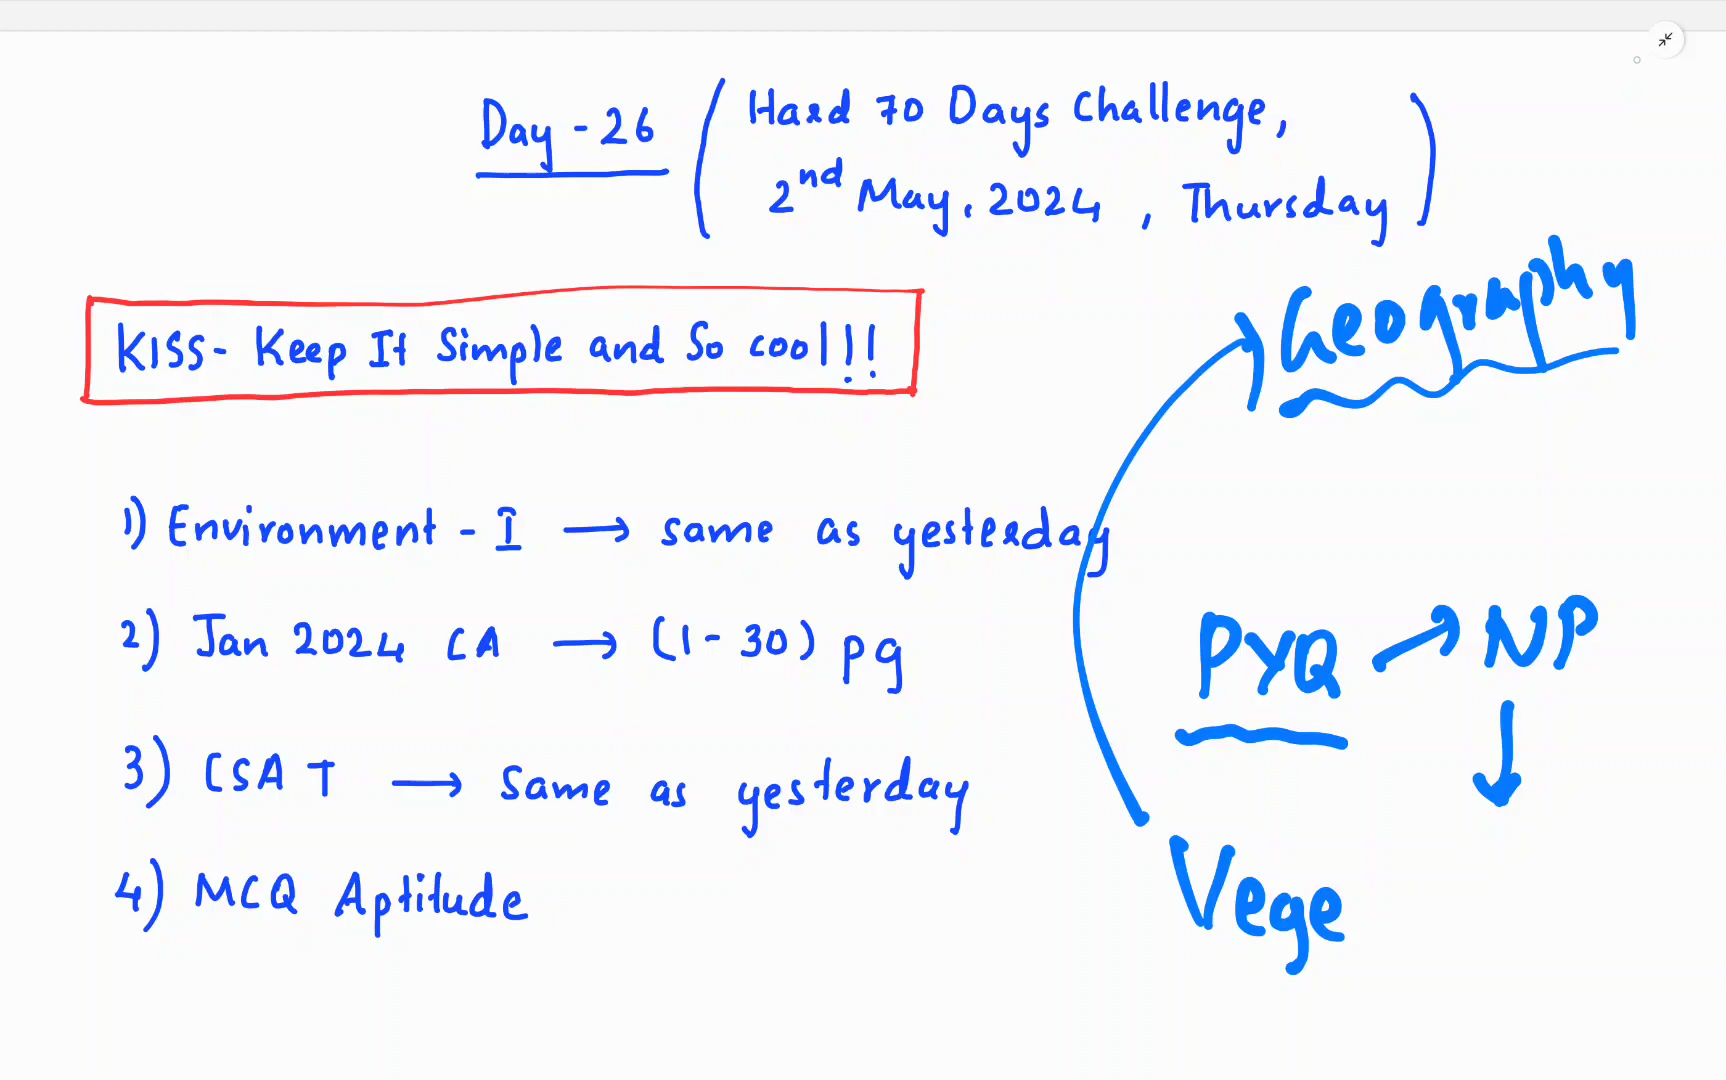 Day - 26 ( Hard 70 Days Challenge,
2nd May, 2024 , Thursday )
KISS- Keep It Simple and So cool!!
Geography
1) Environment - I → same as yesterday
2) Jan 2024 CA → (1-30) pg
PYQ → NP
3) CSAT → Same as yesterday
4) MCQ Aptitude
Vege